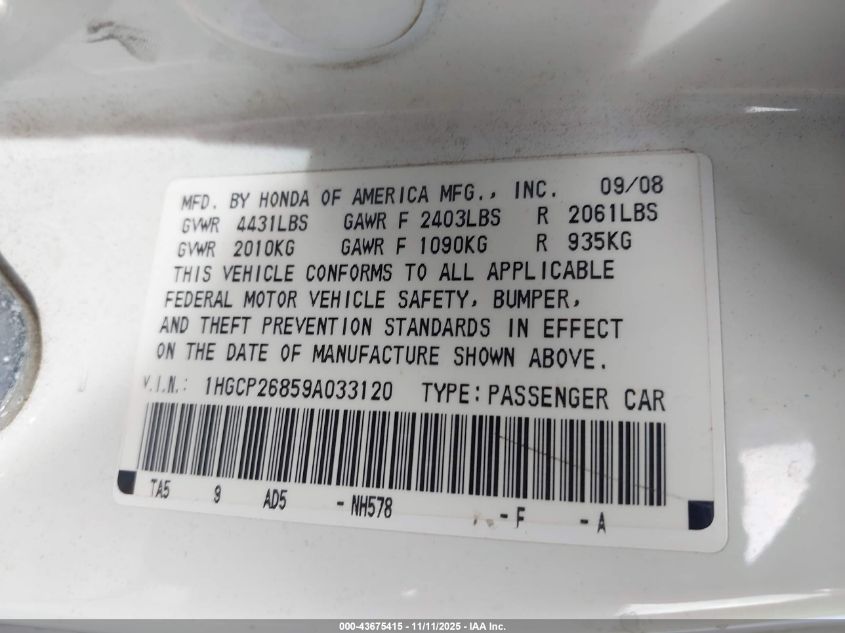 MFD. BY HONDA OF AMERICA MFG., INC. 09/08
GVWR 4431LBS GAWR F 2403LBS R 2061LBS
GVWR 2010KG GAWR F 1090KG R 935KG
THIS VEHICLE CONFORMS TO ALL APPLICABLE
FEDERAL MOTOR VEHICLE SAFETY, BUMPER,
AND THEFT PREVENTION STANDARDS IN EFFECT
ON THE DATE OF MANUFACTURE SHOWN ABOVE.
V.I.N.: 1HGCP26859A033120 TYPE: PASSENGER CAR
TA5 9 AD5 -NH578 -F -A
000-43675415 - 11/11/2025 - IAA Inc.